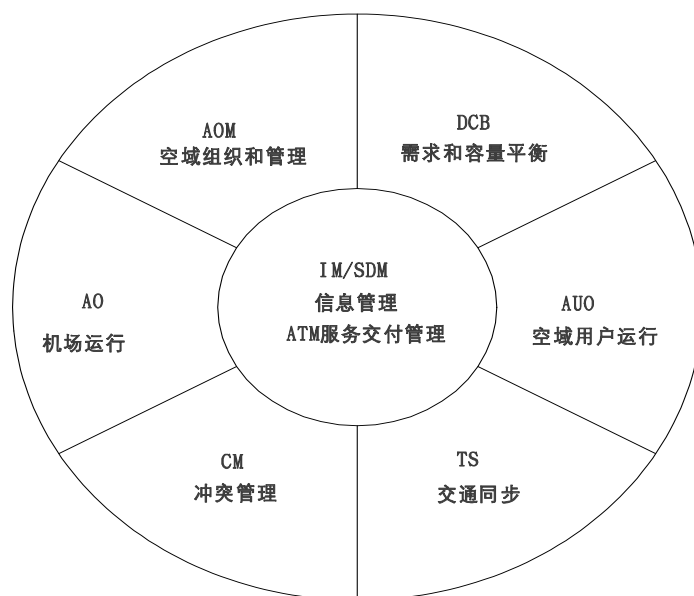 AOM
空域组织和管理
DCB
需求和容量平衡
AO
机场运行
IM/SDM
信息管理
ATM服务交付管理
AUO
空域用户运行
CM
冲突管理
TS
交通同步